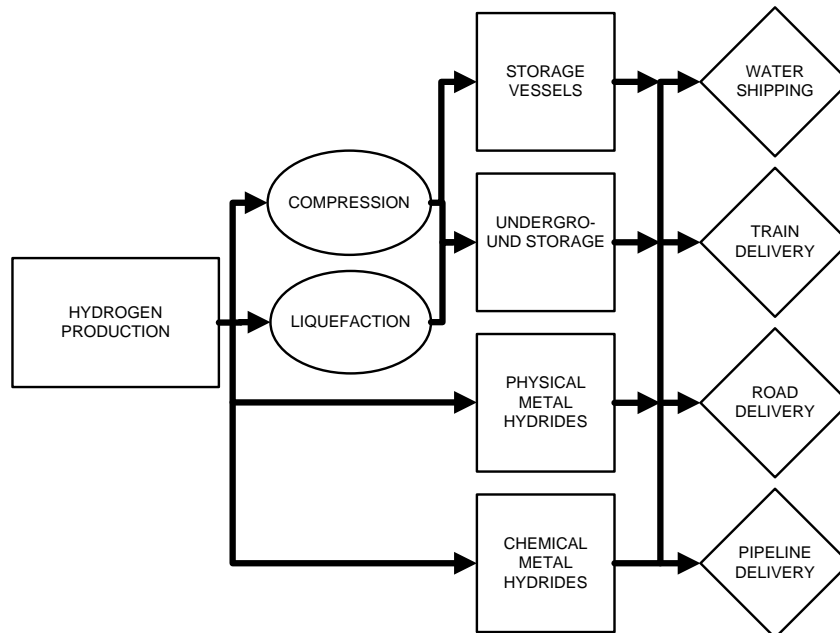 HYDROGEN
PRODUCTION
COMPRESSION
LIQUEFACTION
STORAGE
VESSELS
UNDERGRO-
UND STORAGE
PHYSICAL
METAL
HYDRIDES
CHEMICAL
METAL
HYDRIDES
WATER
SHIPPING
TRAIN
DELIVERY
ROAD
DELIVERY
PIPELINE
DELIVERY